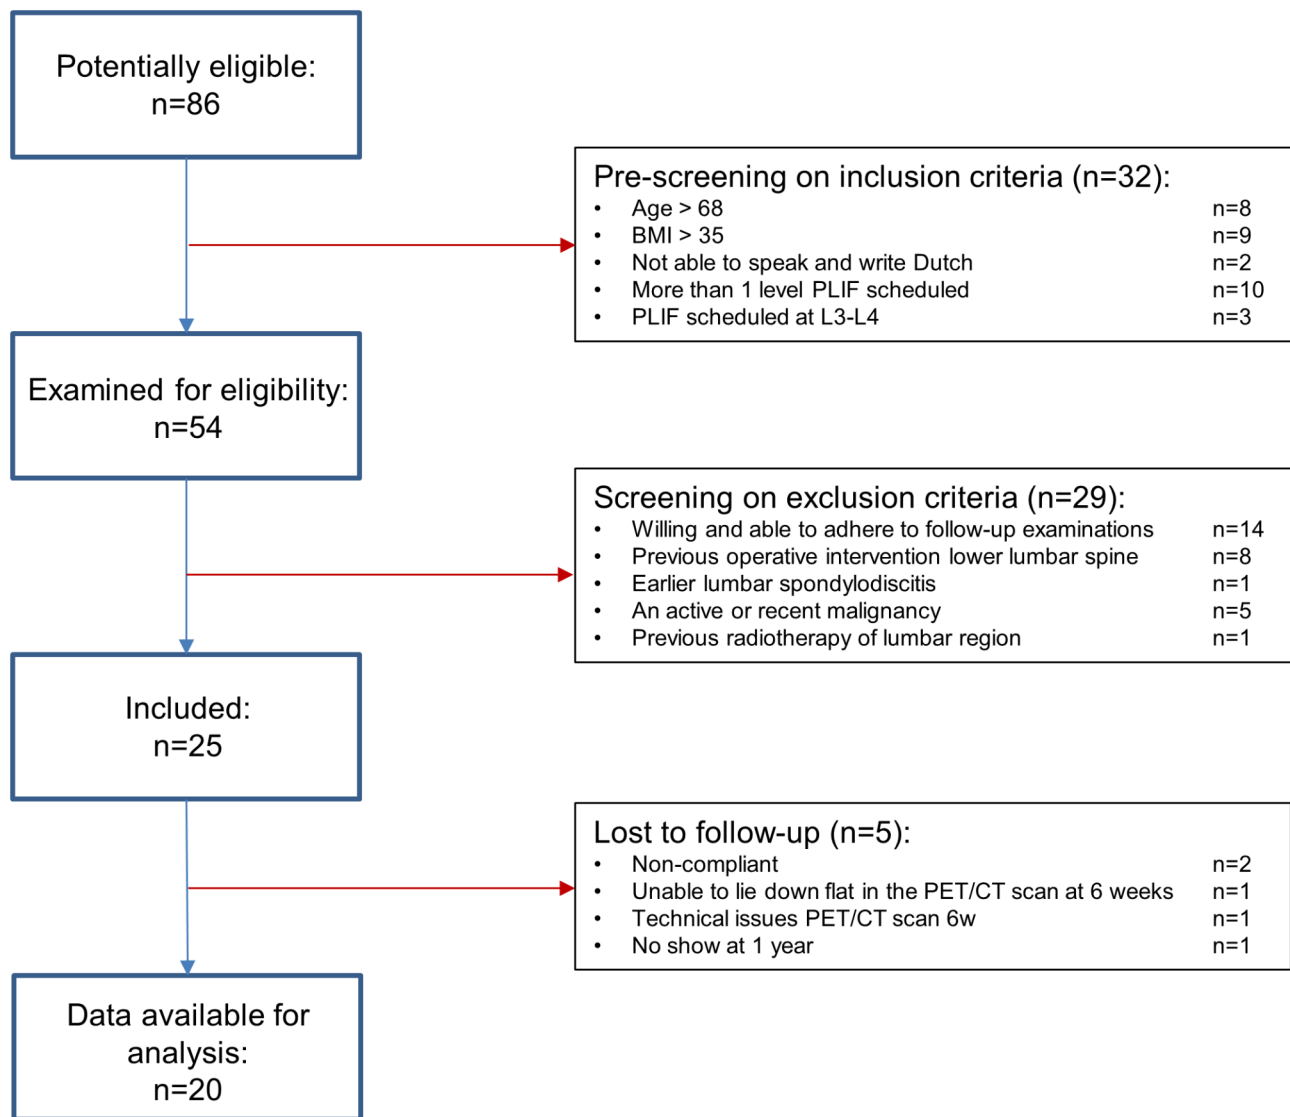 Potentially eligible:
n=86
Pre-screening on inclusion criteria (n=32):
• Age > 68 n=8
• BMI > 35 n=9
• Not able to speak and write Dutch n=2
• More than 1 level PLIF scheduled n=10
• PLIF scheduled at L3-L4 n=3
Examined for eligibility:
n=54
Screening on exclusion criteria (n=29):
• Willing and able to adhere to follow-up examinations n=14
• Previous operative intervention lower lumbar spine n=8
• Earlier lumbar spondylodiscitis n=1
• An active or recent malignancy n=5
• Previous radiotherapy of lumbar region n=1
Included:
n=25
Lost to follow-up (n=5):
• Non-compliant n=2
• Unable to lie down flat in the PET/CT scan at 6 weeks n=1
• Technical issues PET/CT scan 6w n=1
• No show at 1 year n=1
Data available for
analysis:
n=20